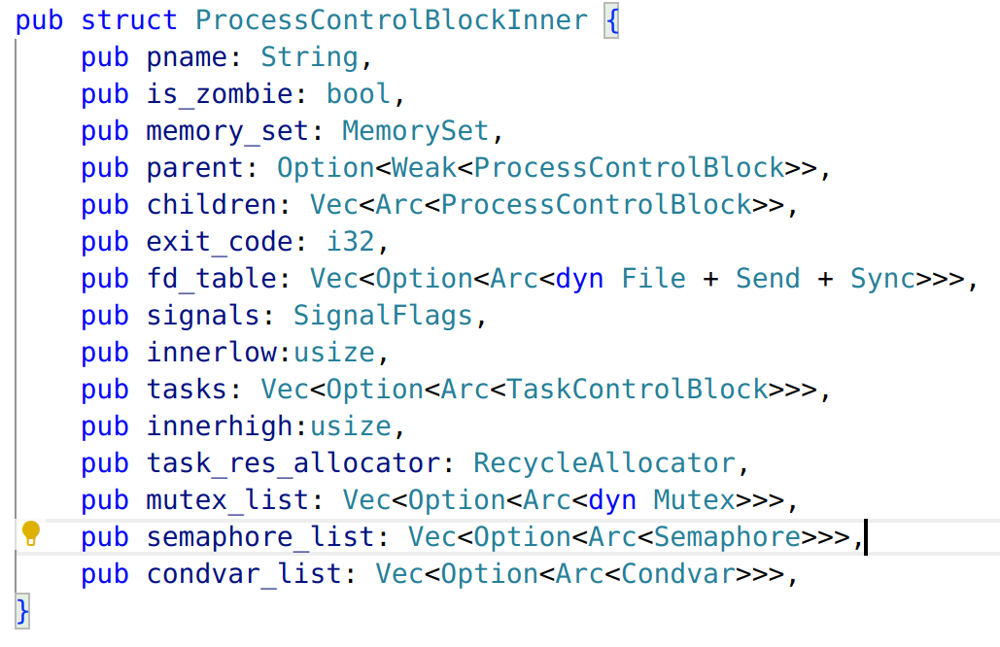 pub struct ProcessControlBlockInner {
    pub pname: String,
    pub is_zombie: bool,
    pub memory_set: MemorySet,
    pub parent: Option<Weak<ProcessControlBlock>>,
    pub children: Vec<Arc<ProcessControlBlock>>,
    pub exit_code: i32,
    pub fd_table: Vec<Option<Arc<dyn File + Send + Sync>>>,
    pub signals: SignalFlags,
    pub innerlow:usize,
    pub tasks: Vec<Option<Arc<TaskControlBlock>>>,
    pub innerhigh:usize,
    pub task_res_allocator: RecycleAllocator,
    pub mutex_list: Vec<Option<Arc<dyn Mutex>>>,
    pub semaphore_list: Vec<Option<Arc<Semaphore>>>,
    pub condvar_list: Vec<Option<Arc<Condvar>>>,
}